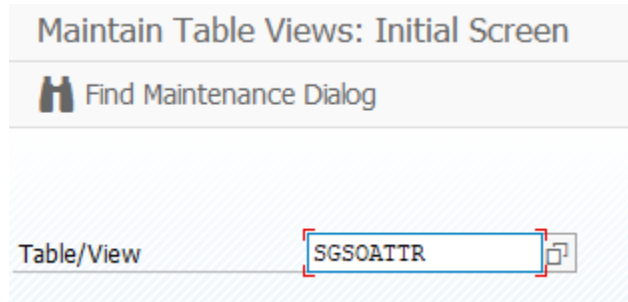 Maintain Table Views: Initial Screen
Find Maintenance Dialog
Table/View SGSOATTR